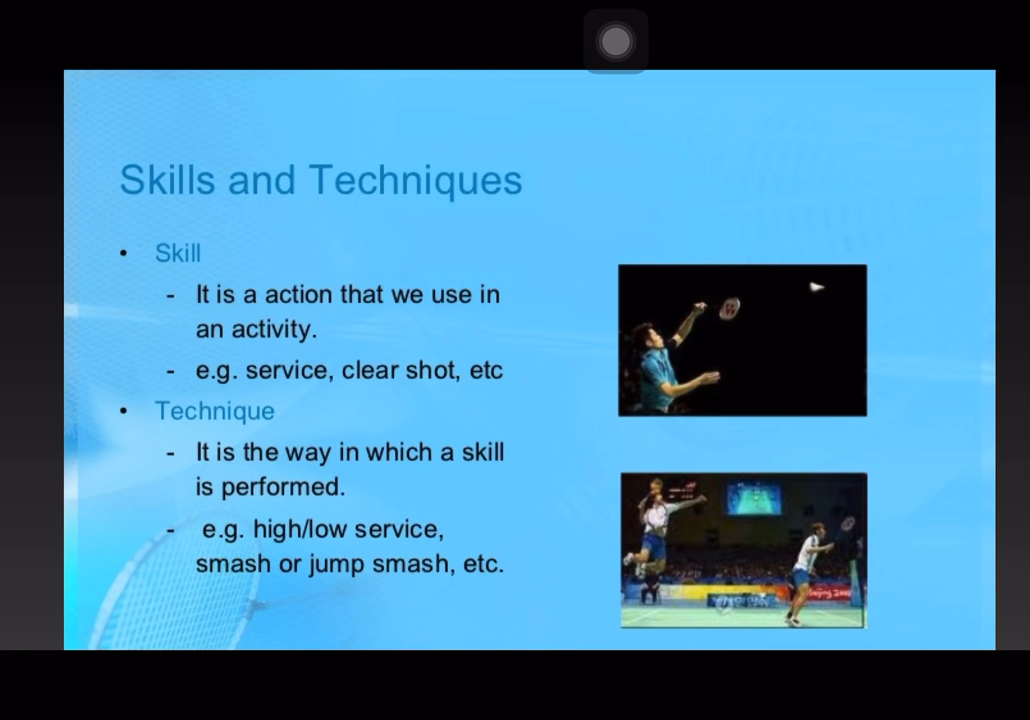 Skills and Techniques
• Skill
- It is a action that we use in
an activity.
- e.g. service, clear shot, etc
• Technique
- It is the way in which a skill
is performed.
- e.g. high/low service,
smash or jump smash, etc.